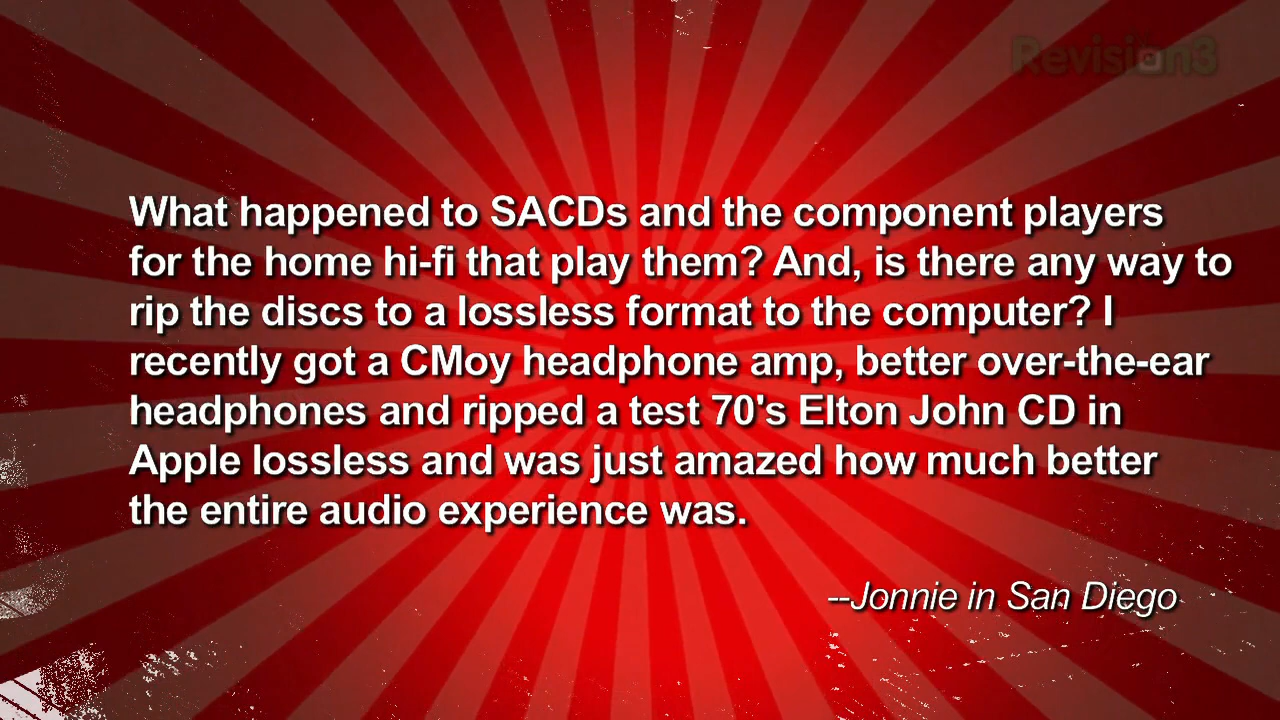 Revision3
What happened to SACDs and the component players
for the home hi-fi that play them? And, is there any way to
rip the discs to a lossless format to the computer? I
recently got a CMoy headphone amp, better over-the-ear
headphones and ripped a test 70's Elton John CD in
Apple lossless and was just amazed how much better
the entire audio experience was.
--Jonnie in San Diego